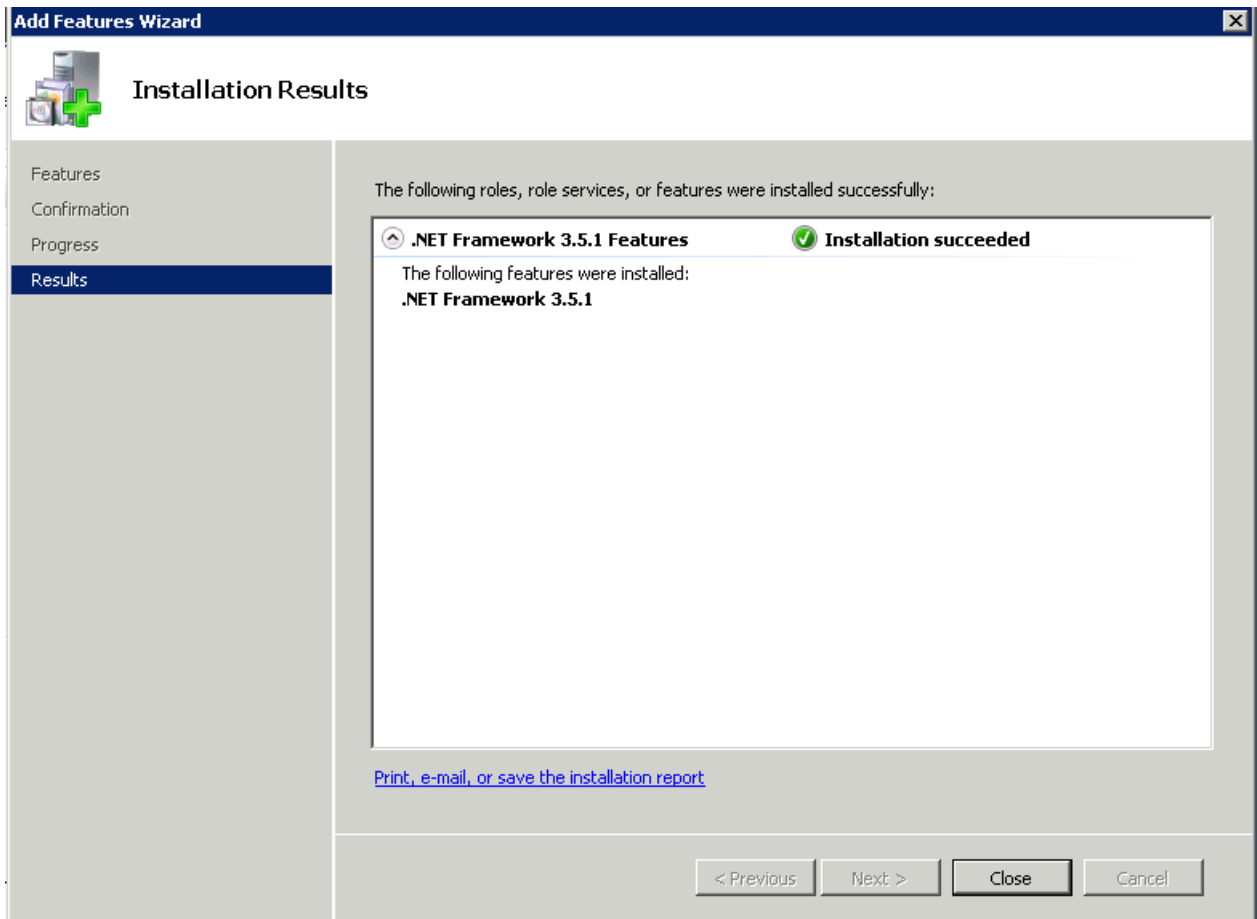 Add Features Wizard
Installation Results
Features
Confirmation
Progress
Results
The following roles, role services, or features were installed successfully:
.NET Framework 3.5.1 Features Installation succeeded
The following features were installed:
.NET Framework 3.5.1
Print, e-mail, or save the installation report
< Previous Next > Close Cancel